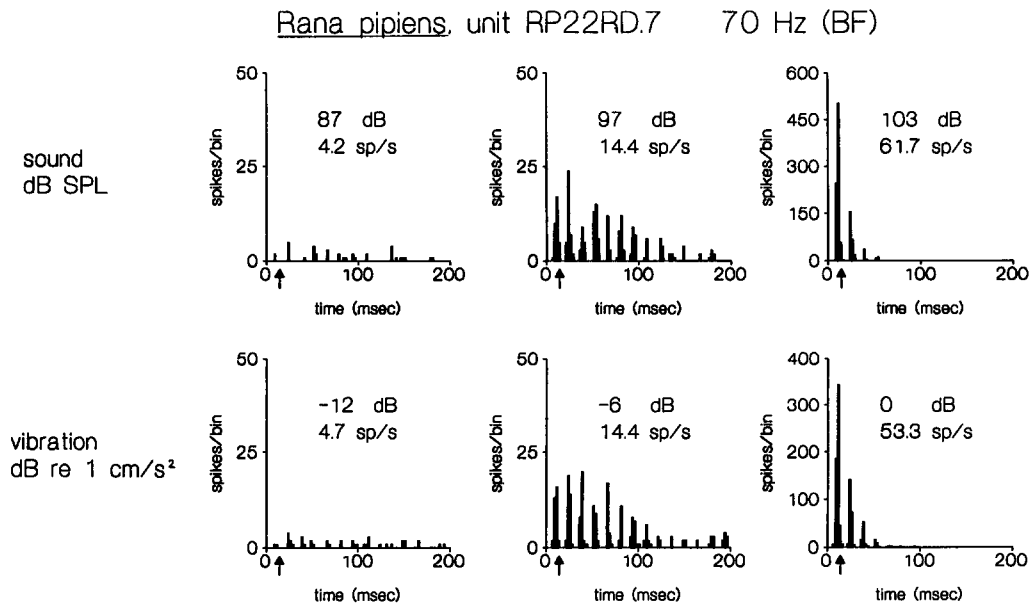 Rana pipiens, unit RP22RD.7 70 Hz (BF)
sound
dB SPL
50
25
0
spikes/bin
87 dB
4.2 sp/s
0 100 200
time (msec)
50
25
0
spikes/bin
97 dB
14.4 sp/s
0 100 200
time (msec)
600
450
300
150
0
spikes/bin
103 dB
61.7 sp/s
0 100 200
time (msec)
vibration
dB re 1 cm/s²
50
25
0
spikes/bin
-12 dB
4.7 sp/s
0 100 200
time (msec)
50
25
0
spikes/bin
-6 dB
14.4 sp/s
0 100 200
time (msec)
400
300
200
100
0
spikes/bin
0 dB
53.3 sp/s
0 100 200
time (msec)